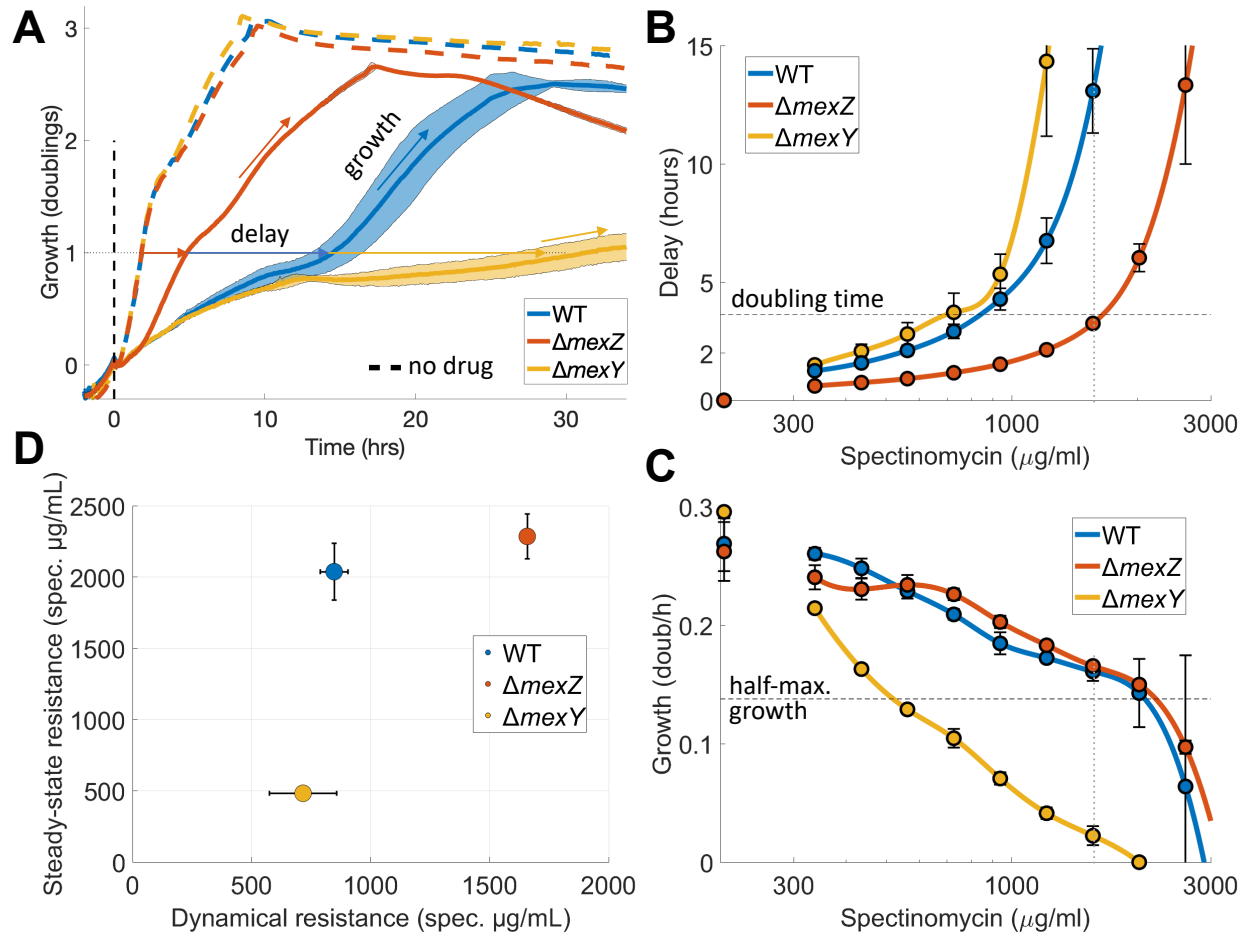 A
3
2
1
0
Growth (doublings)
growth
delay
WT
ΔmexZ
ΔmexY
no drug
0
10
20
30
Time (hrs)
B
15
10
5
2
0
Delay (hours)
WT
ΔmexZ
ΔmexY
doubling time
300
1000
3000
Spectinomycin (μg/ml)
D
2500
2000
1500
1000
500
0
Steady-state resistance (spec. µg/mL)
WT
ΔmexZ
ΔmexY
0
500
1000
1500
2000
Dynamical resistance (spec. µg/mL)
C
0.3
0.2
0.1
0
Growth (doub/h)
WT
ΔmexZ
ΔmexY
half-max.
growth
300
1000
3000
Spectinomycin (μg/ml)